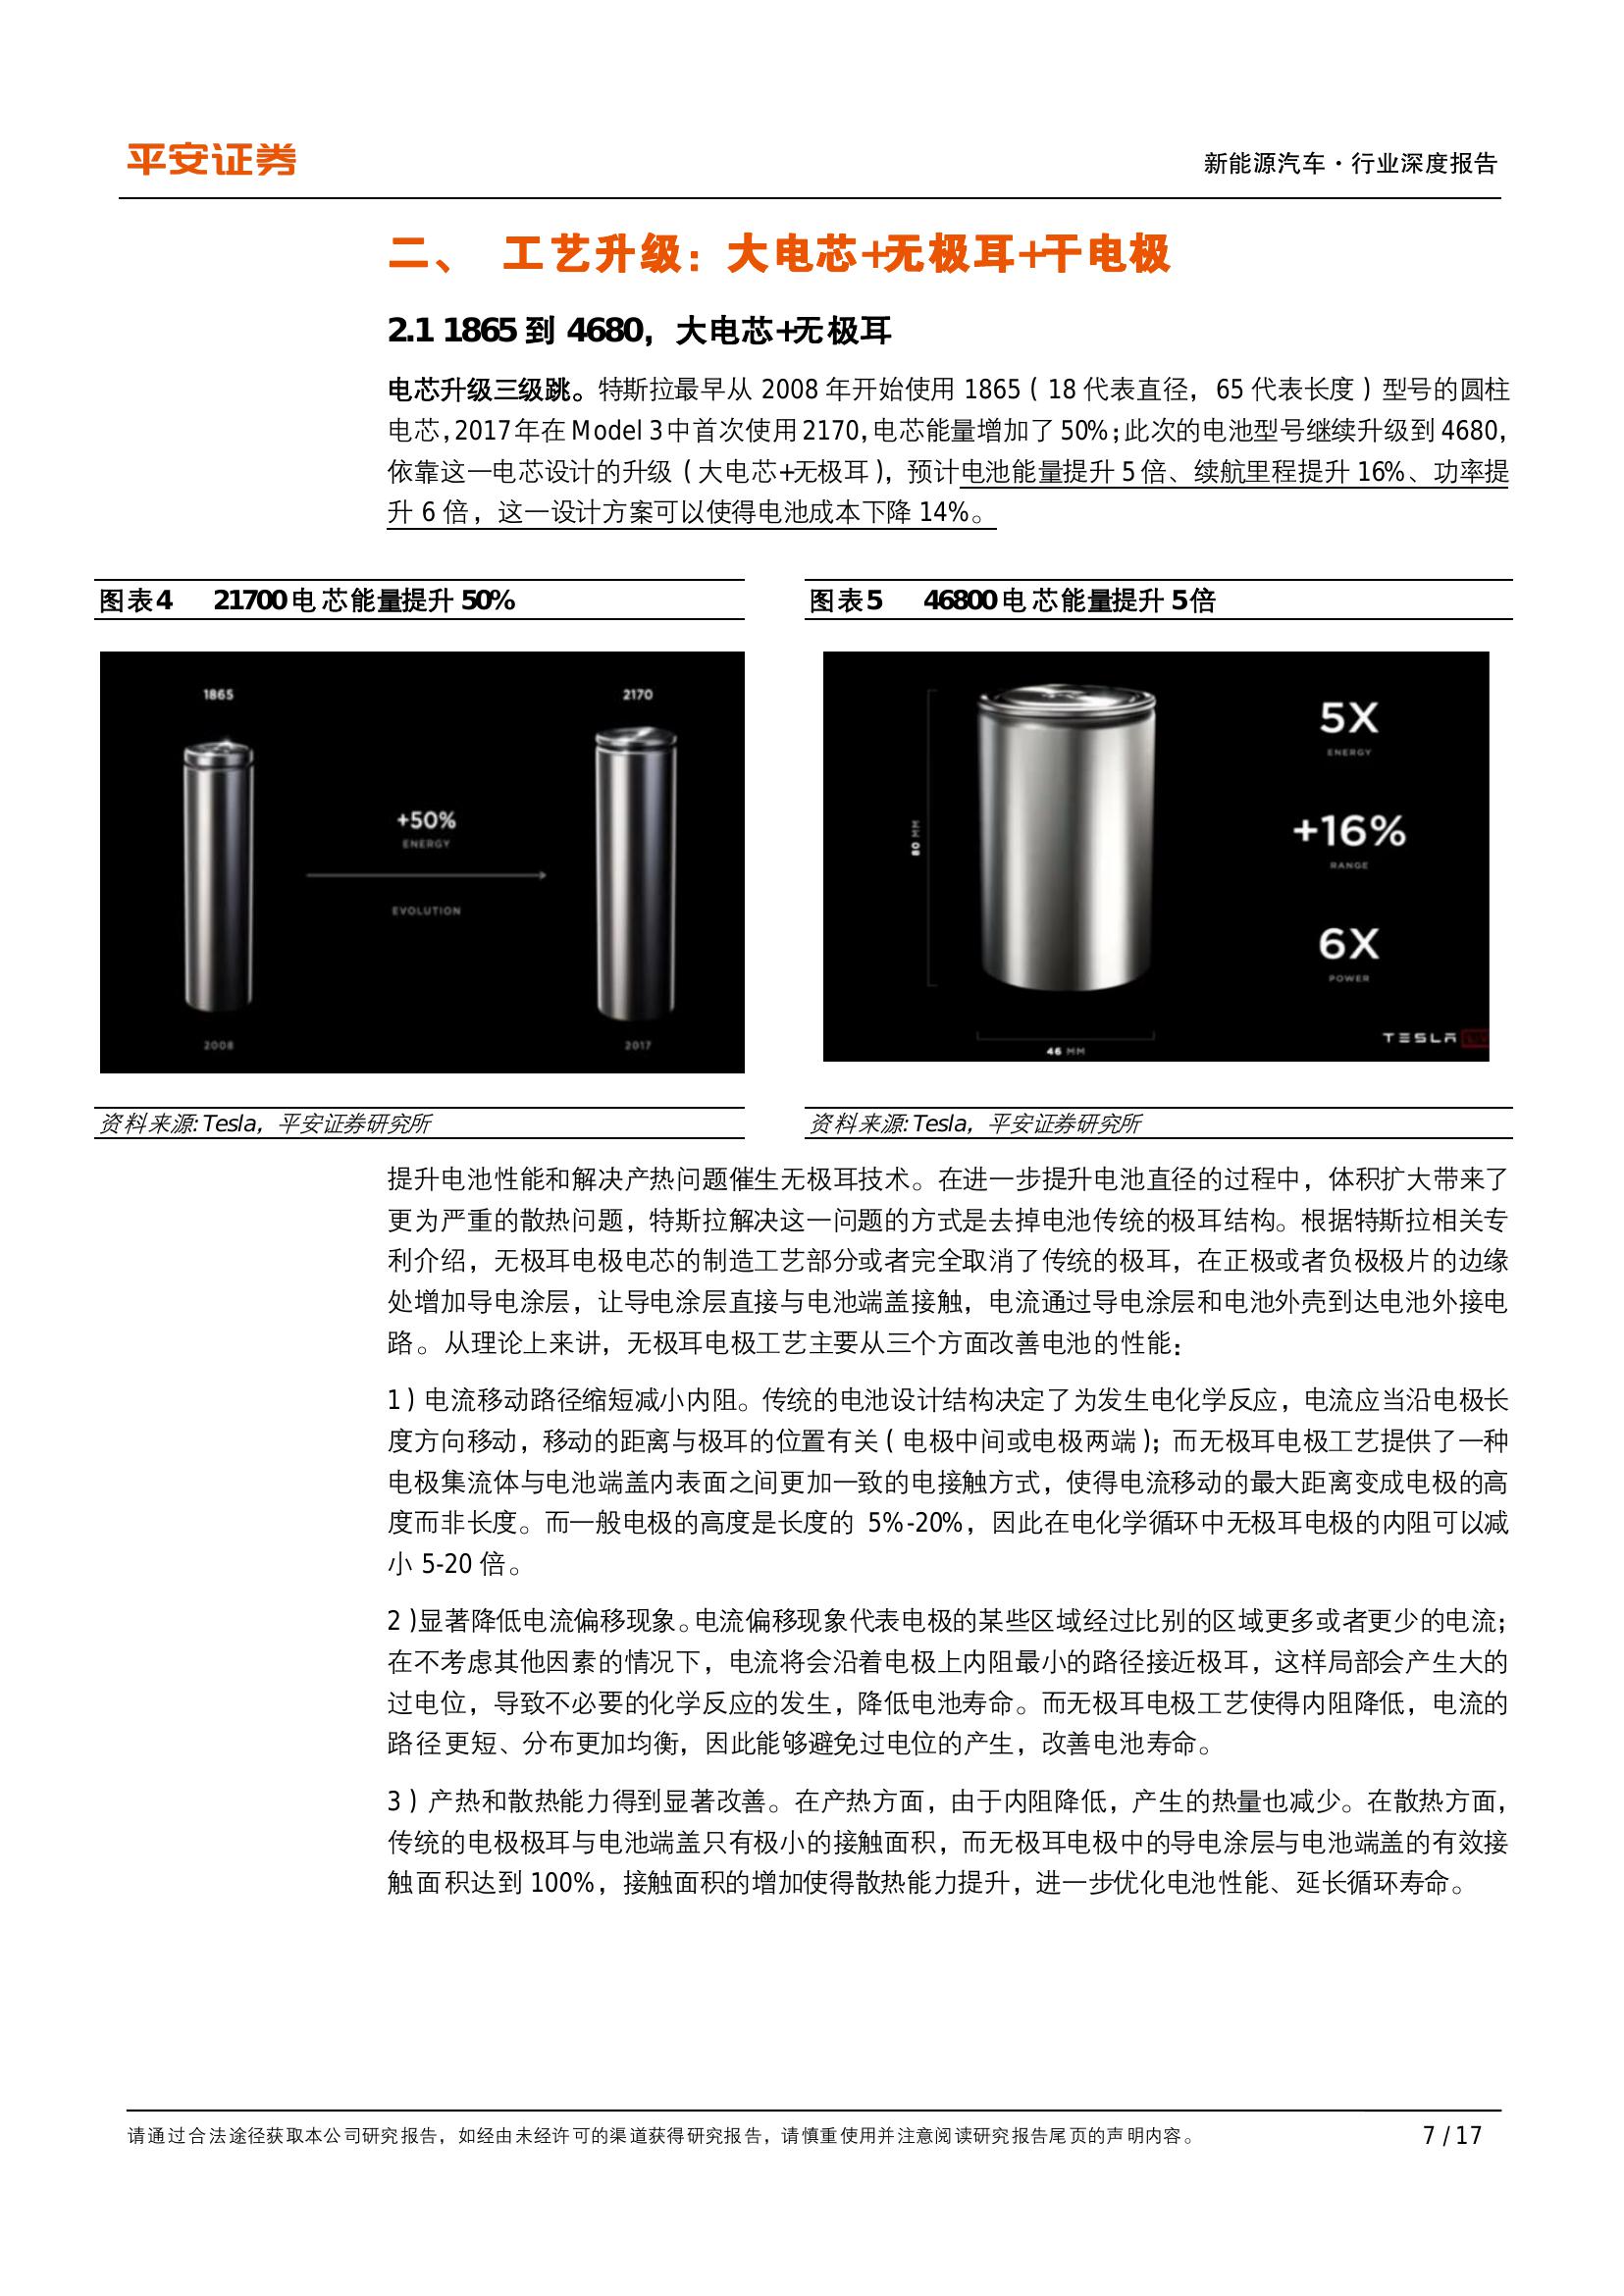 平安证券
新能源汽车·行业深度报告
二、 工艺升级：大电芯+无极耳+干电极
2.1 1865 到 4680，大电芯+无极耳
电芯升级三级跳。特斯拉最早从 2008 年开始使用 1865（18 代表直径，65 代表长度）型号的圆柱
电芯，2017 年在 Model 3 中首次使用 2170，电芯能量增加了 50%；此次的电池型号继续升级到 4680，
依靠这一电芯设计的升级（大电芯+无极耳），预计电池能量提升 5 倍、续航里程提升 16%、功率提
升 6 倍，这一设计方案可以使得电池成本下降 14%。
图表4 21700 电芯能量提升 50%
1865
2170
+50%
ENERGY
EVOLUTION
2008
2017
资料来源:Tesla，平安证券研究所
图表5 46800 电芯能量提升 5 倍
5X
ENERGY
80 MM
+16%
RANGE
6X
POWER
TESLA
46 MM
资料来源:Tesla，平安证券研究所
提升电池性能和解决产热问题催生无极耳技术。在进一步提升电池直径的过程中，体积扩大带来了
更为严重的散热问题，特斯拉解决这一问题的方式是去掉电池传统的极耳结构。根据特斯拉相关专
利介绍，无极耳电极电芯的制造工艺部分或者完全取消了传统的极耳，在正极或者负极极片的边缘
处增加导电涂层，让导电涂层直接与电池端盖接触，电流通过导电涂层和电池外壳到达电池外接电
路。从理论上来讲，无极耳电极工艺主要从三个方面改善电池的性能：
1）电流移动路径缩短减小内阻。传统的电池设计结构决定了为发生电化学反应，电流应当沿电极长
度方向移动，移动的距离与极耳的位置有关（电极中间或电极两端）；而无极耳电极工艺提供了一种
电极集流体与电池端盖内表面之间更加一致的电接触方式，使得电流移动的最大距离变成电极的高
度而非长度。而一般电极的高度是长度的 5%-20%，因此在电化学循环中无极耳电极的内阻可以减
小 5-20 倍。
2）显著降低电流偏移现象。电流偏移现象代表电极的某些区域经过比别的区域更多或者更少的电流；
在不考虑其他因素的情况下，电流将会沿着电极上内阻最小的路径接近极耳，这样局部会产生大的
过电位，导致不必要的化学反应的发生，降低电池寿命。而无极耳电极工艺使得内阻降低，电流的
路径更短、分布更加均衡，因此能够避免过电位的产生，改善电池寿命。
3）产热和散热能力得到显著改善。在产热方面，由于内阻降低，产生的热量也减少。在散热方面，
传统的电极极耳与电池端盖只有极小的接触面积，而无极耳电极中的导电涂层与电池端盖的有效接
触面积达到 100%，接触面积的增加使得散热能力提升，进一步优化电池性能、延长循环寿命。
请通过合法途径获取本公司研究报告，如经由未经许可的渠道获得研究报告，请慎重使用并注意阅读研究报告尾页的声明内容。
7 / 17